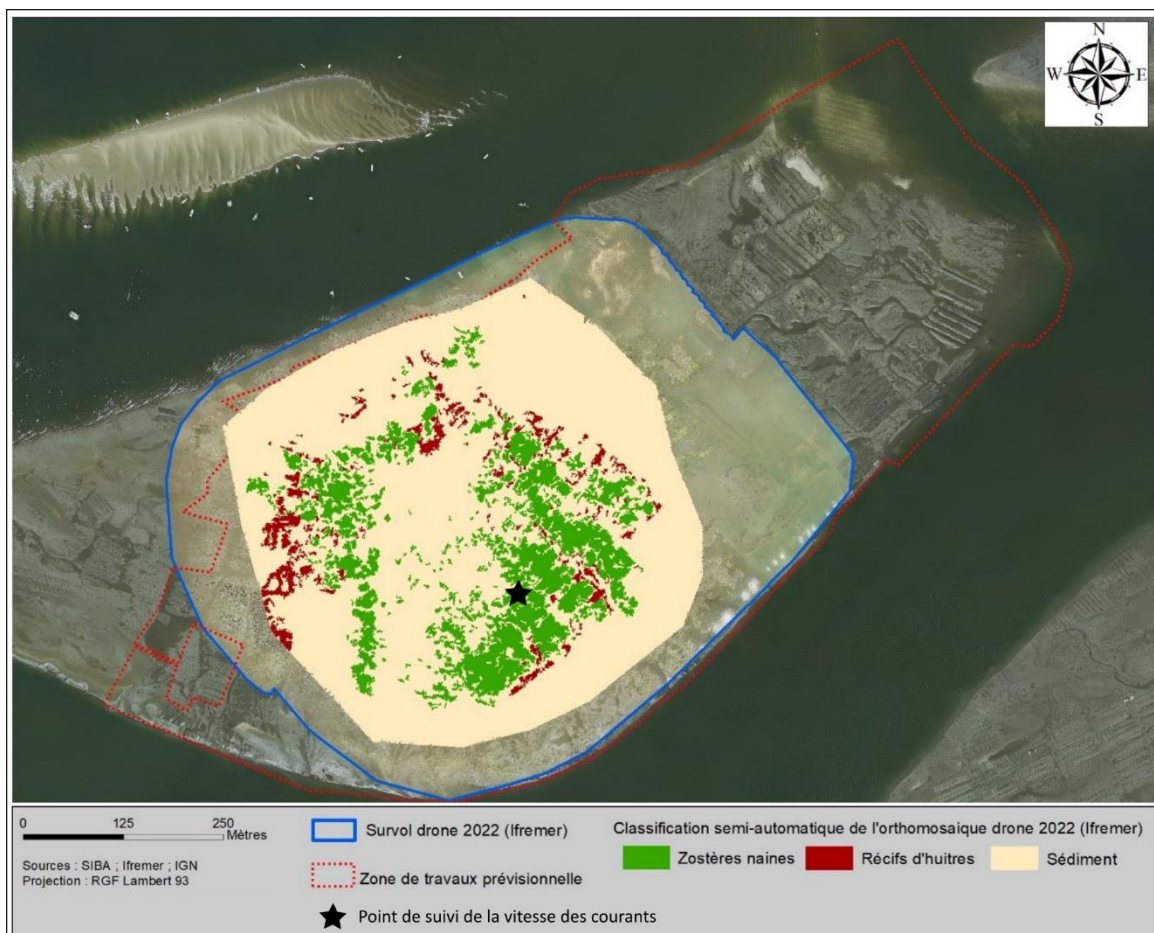 N
W E
S
0 125 250
Mètres
Sources : SIBA ; Ifremer ; IGN
Projection : RGF Lambert 93
Survol drone 2022 (Ifremer)
Zone de travaux prévisionnelle
Point de suivi de la vitesse des courants
Classification semi-automatique de l'orthomosaique drone 2022 (Ifremer)
Zostères naines
Récifs d'huitres
Sédiment